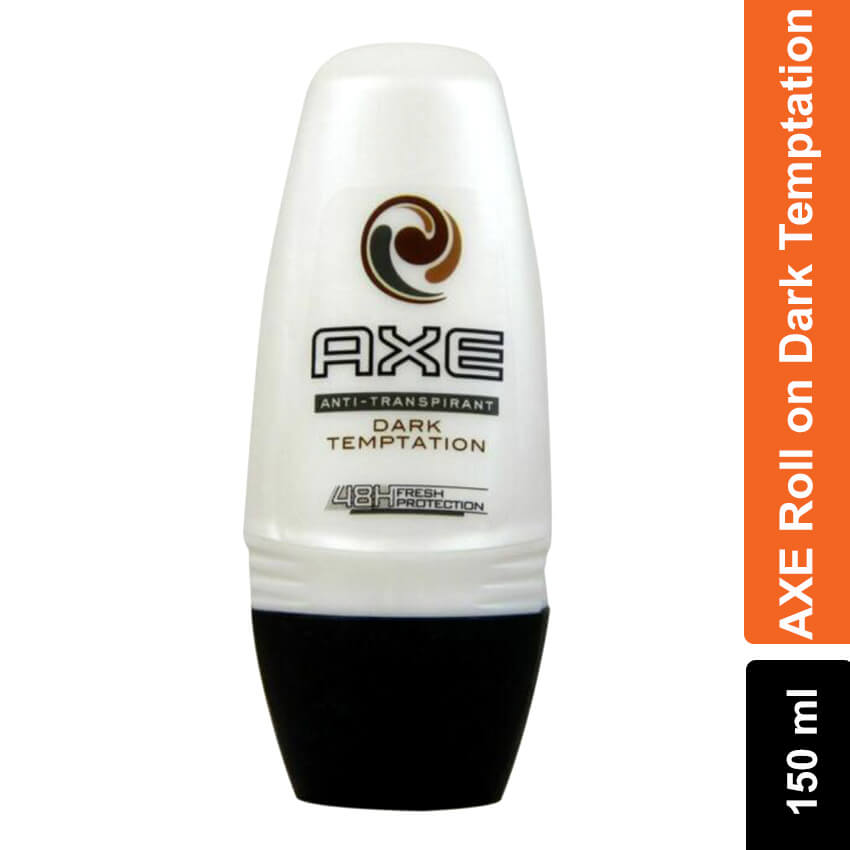 AXE
ANTI-TRANSPIRANT
DARK
TEMPTATION
48H FRESH
PROTECTION
AXE Roll on Dark Temptation
150 ml